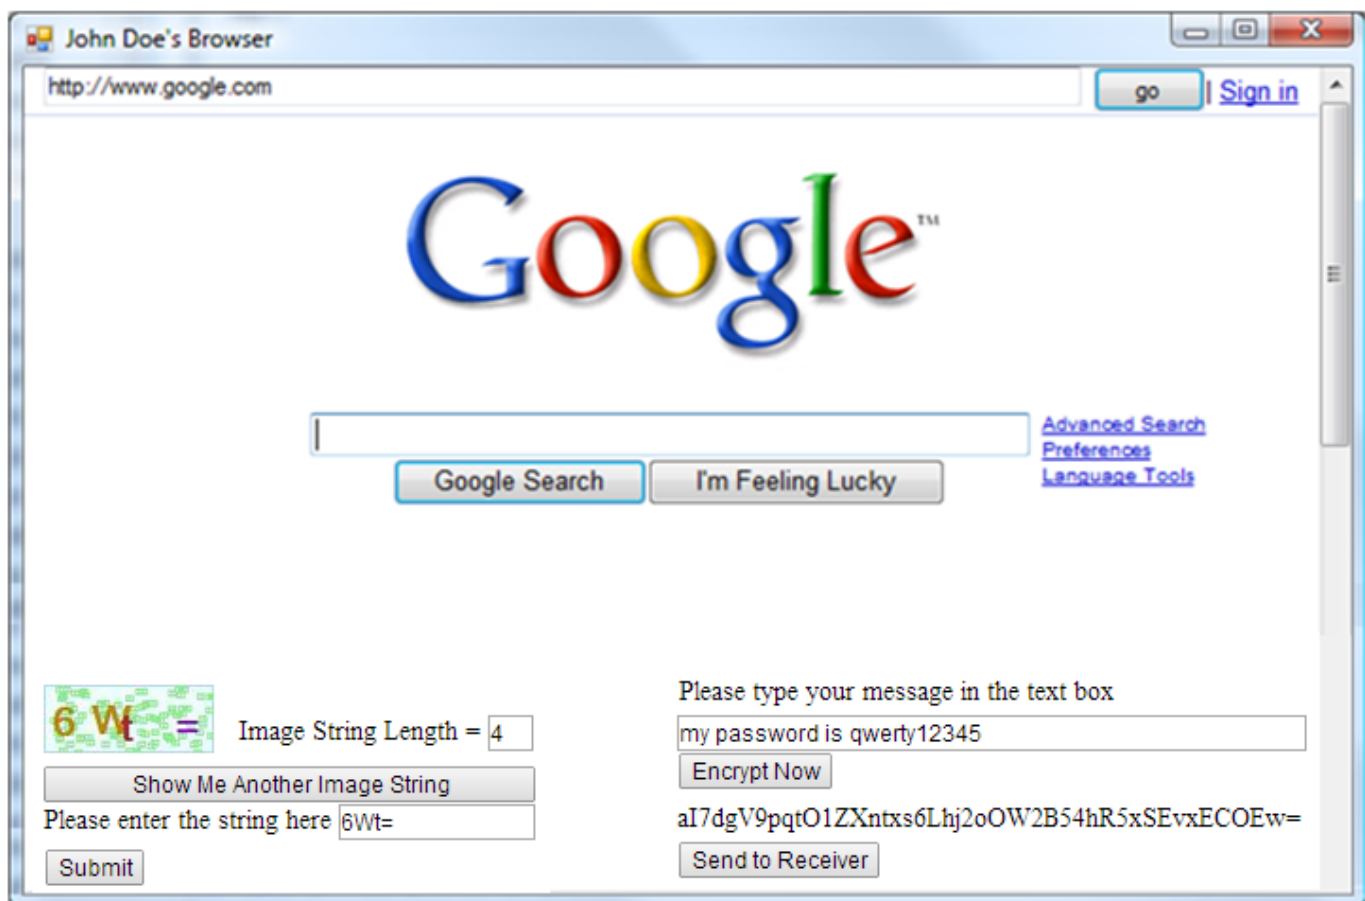 John Doe's Browser
http://www.google.com go | Sign in
Google™
Advanced Search
Preferences
Google Search I'm Feeling Lucky Language Tools
6Wt= Image String Length = 4
Show Me Another Image String
Please enter the string here 6Wt=
Submit
Please type your message in the text box
my password is qwerty12345
Encrypt Now
aI7dgV9pqtO1ZXntxs6Lhj2oOW2B54hR5xSEvxECOEw=
Send to Receiver